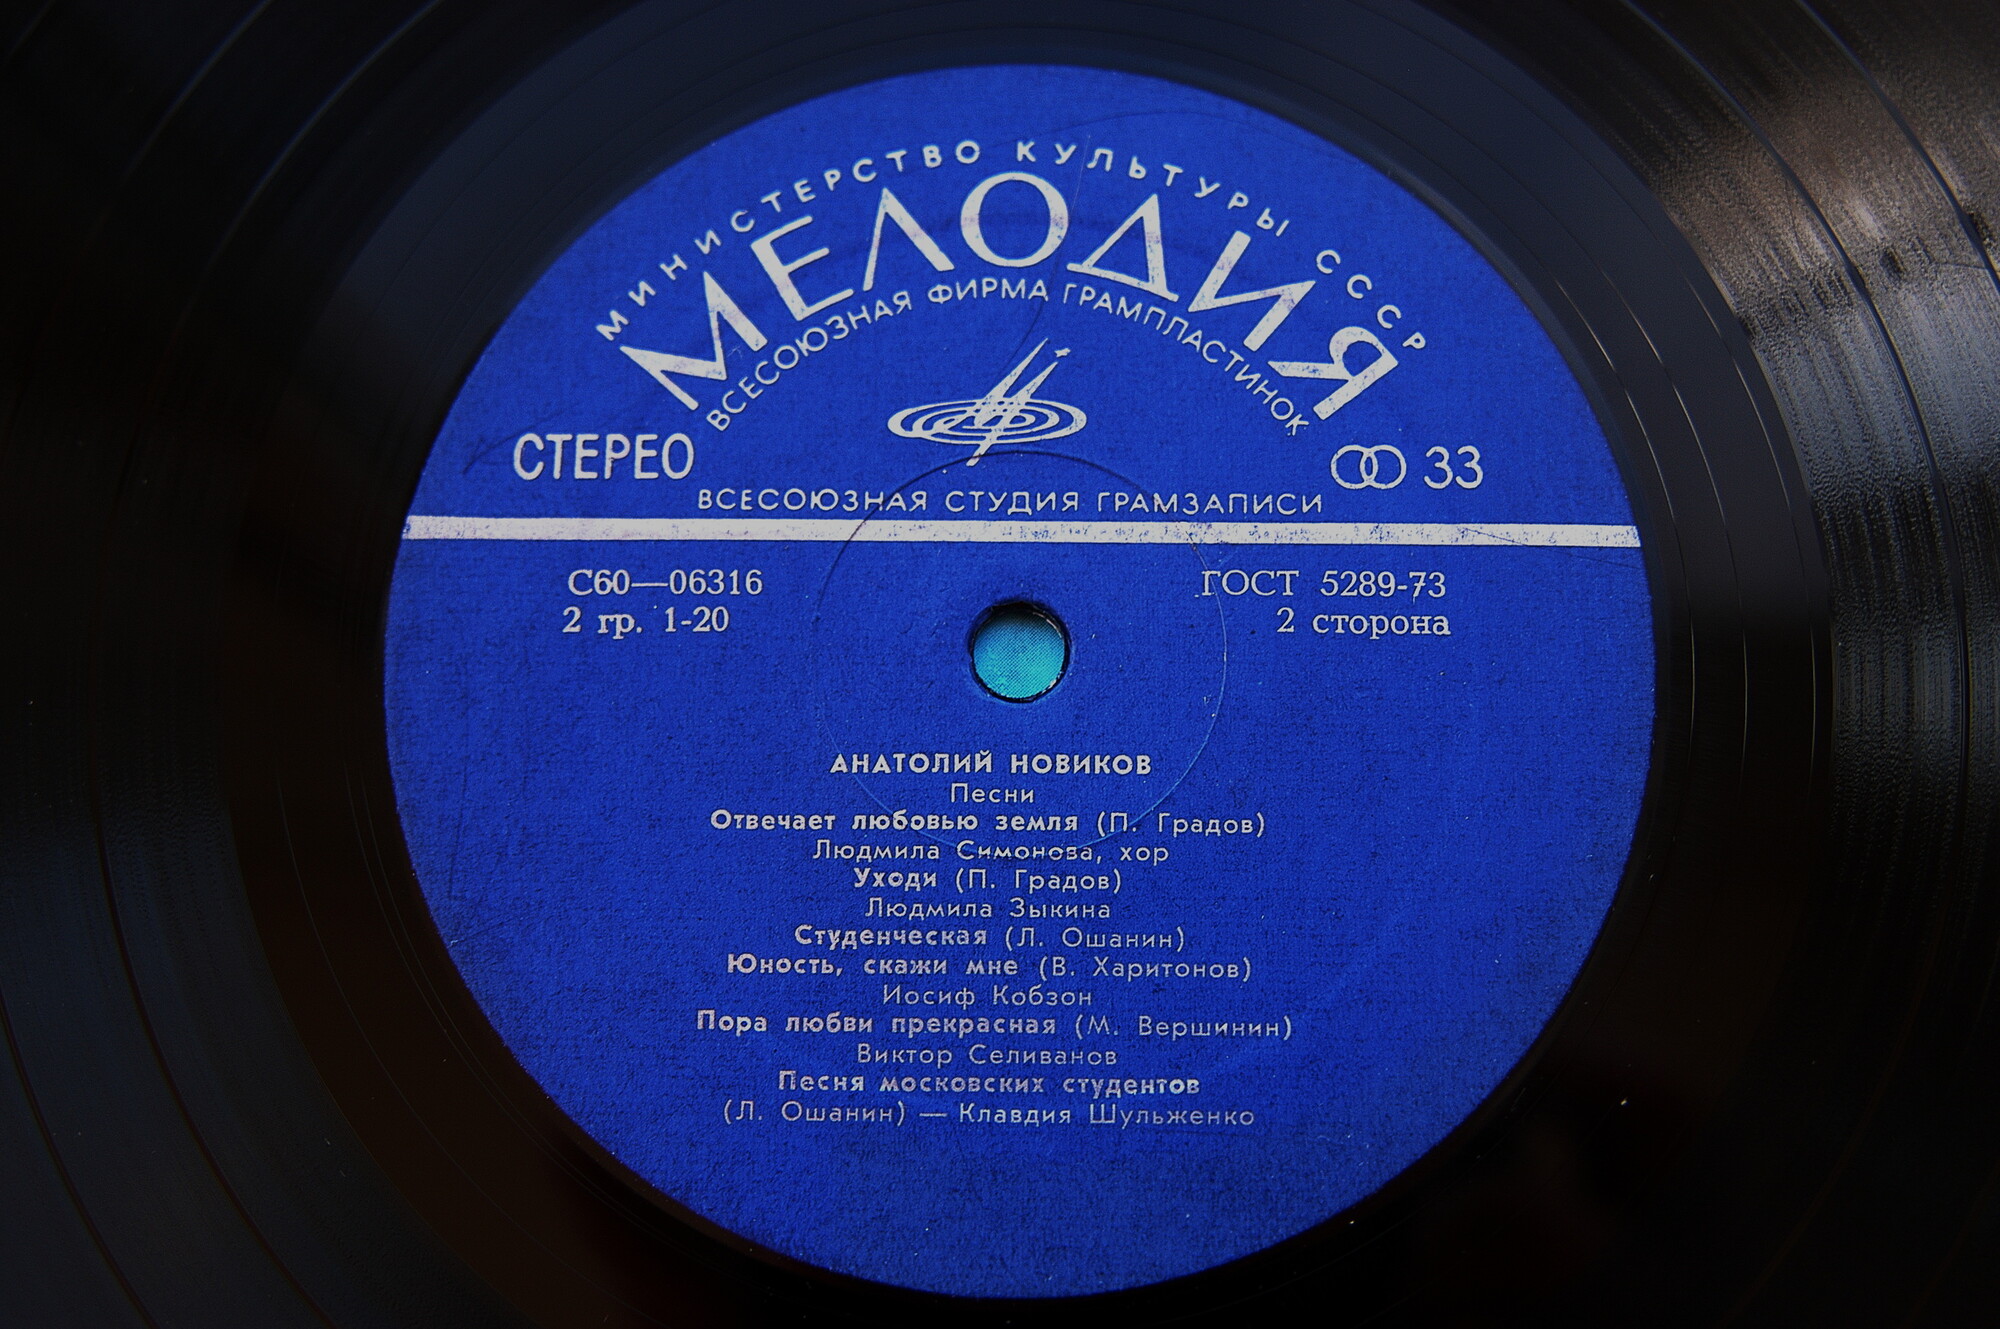 МИНИСТЕРСТВО КУЛЬТУРЫ СССР
МЕЛОДИЯ
ВСЕСОЮЗНАЯ ФИРМА ГРАМПЛАСТИНОК
СТЕРЕО
33
ВСЕСОЮЗНАЯ СТУДИЯ ГРАМЗАПИСИ
С60—06316
ГОСТ 5289-73
2 гр. 1-20
2 сторона
АНАТОЛИЙ НОВИКОВ
Песни
Отвечает любовью земля (П. Градов)
Людмила Симонова, хор
Уходи (П. Градов)
Людмила Зыкина
Студенческая (Л. Ошанин)
Юность, скажи мне (В. Харитонов)
Иосиф Кобзон
Пора любви прекрасная (М. Вершинин)
Виктор Селиванов
Песня московских студентов
(Л. Ошанин) — Клавдия Шульженко